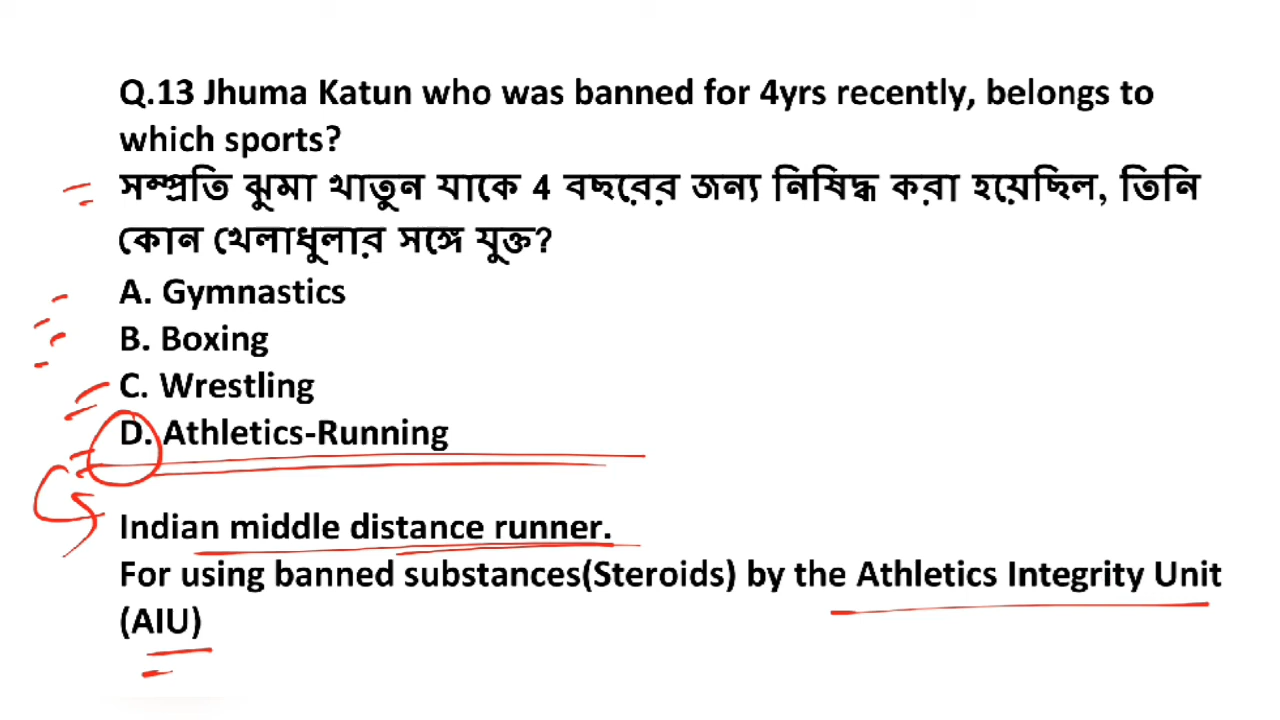 Q.13 Jhuma Katun who was banned for 4yrs recently, belongs to
which sports?
সম্প্রতি ঝুমা খাতুন যাকে 4 বছরের জন্য নিষিদ্ধ করা হয়েছিল, তিনি
কোন খেলাধুলার সঙ্গে যুক্ত?
A. Gymnastics
B. Boxing
C. Wrestling
D. Athletics-Running
Indian middle distance runner.
For using banned substances(Steroids) by the Athletics Integrity Unit
(AIU)